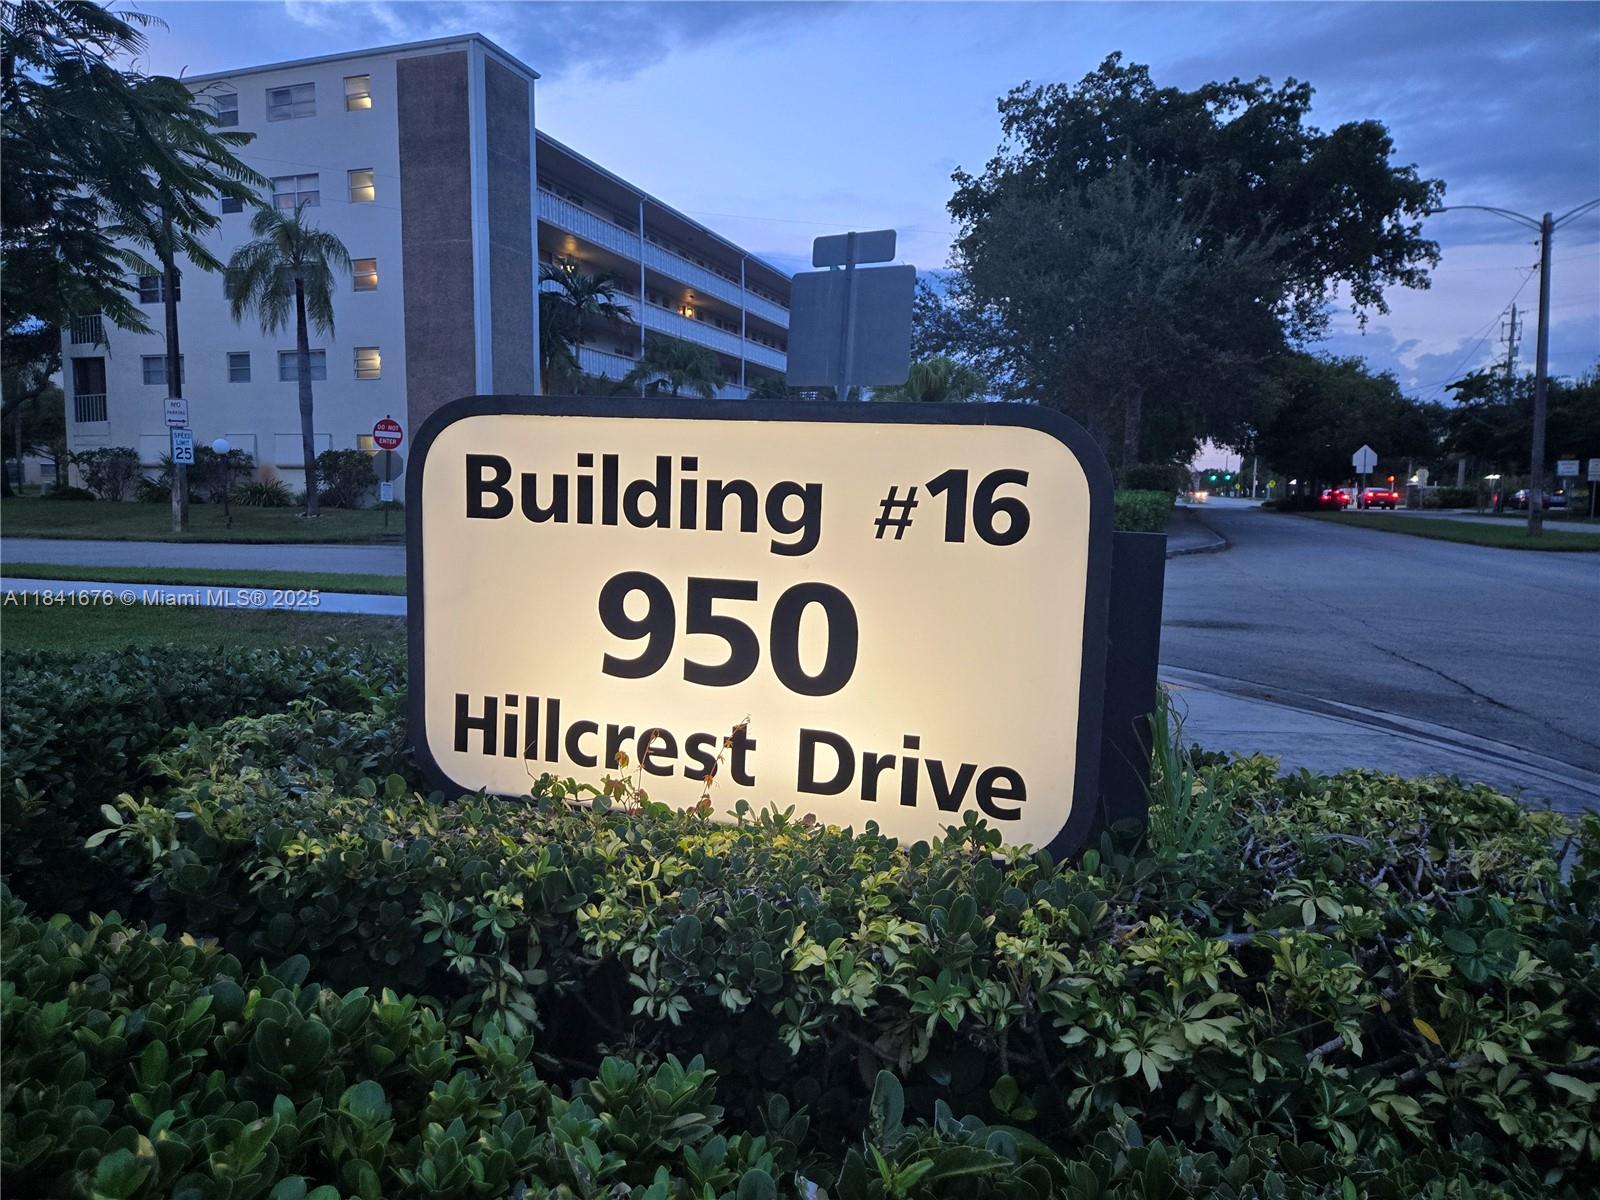 NO
PARKING
SPEED
LIMIT
25
DO NOT
ENTER
Building #16
950
Hillcrest Drive
A11841676 © Miami MLS® 2025